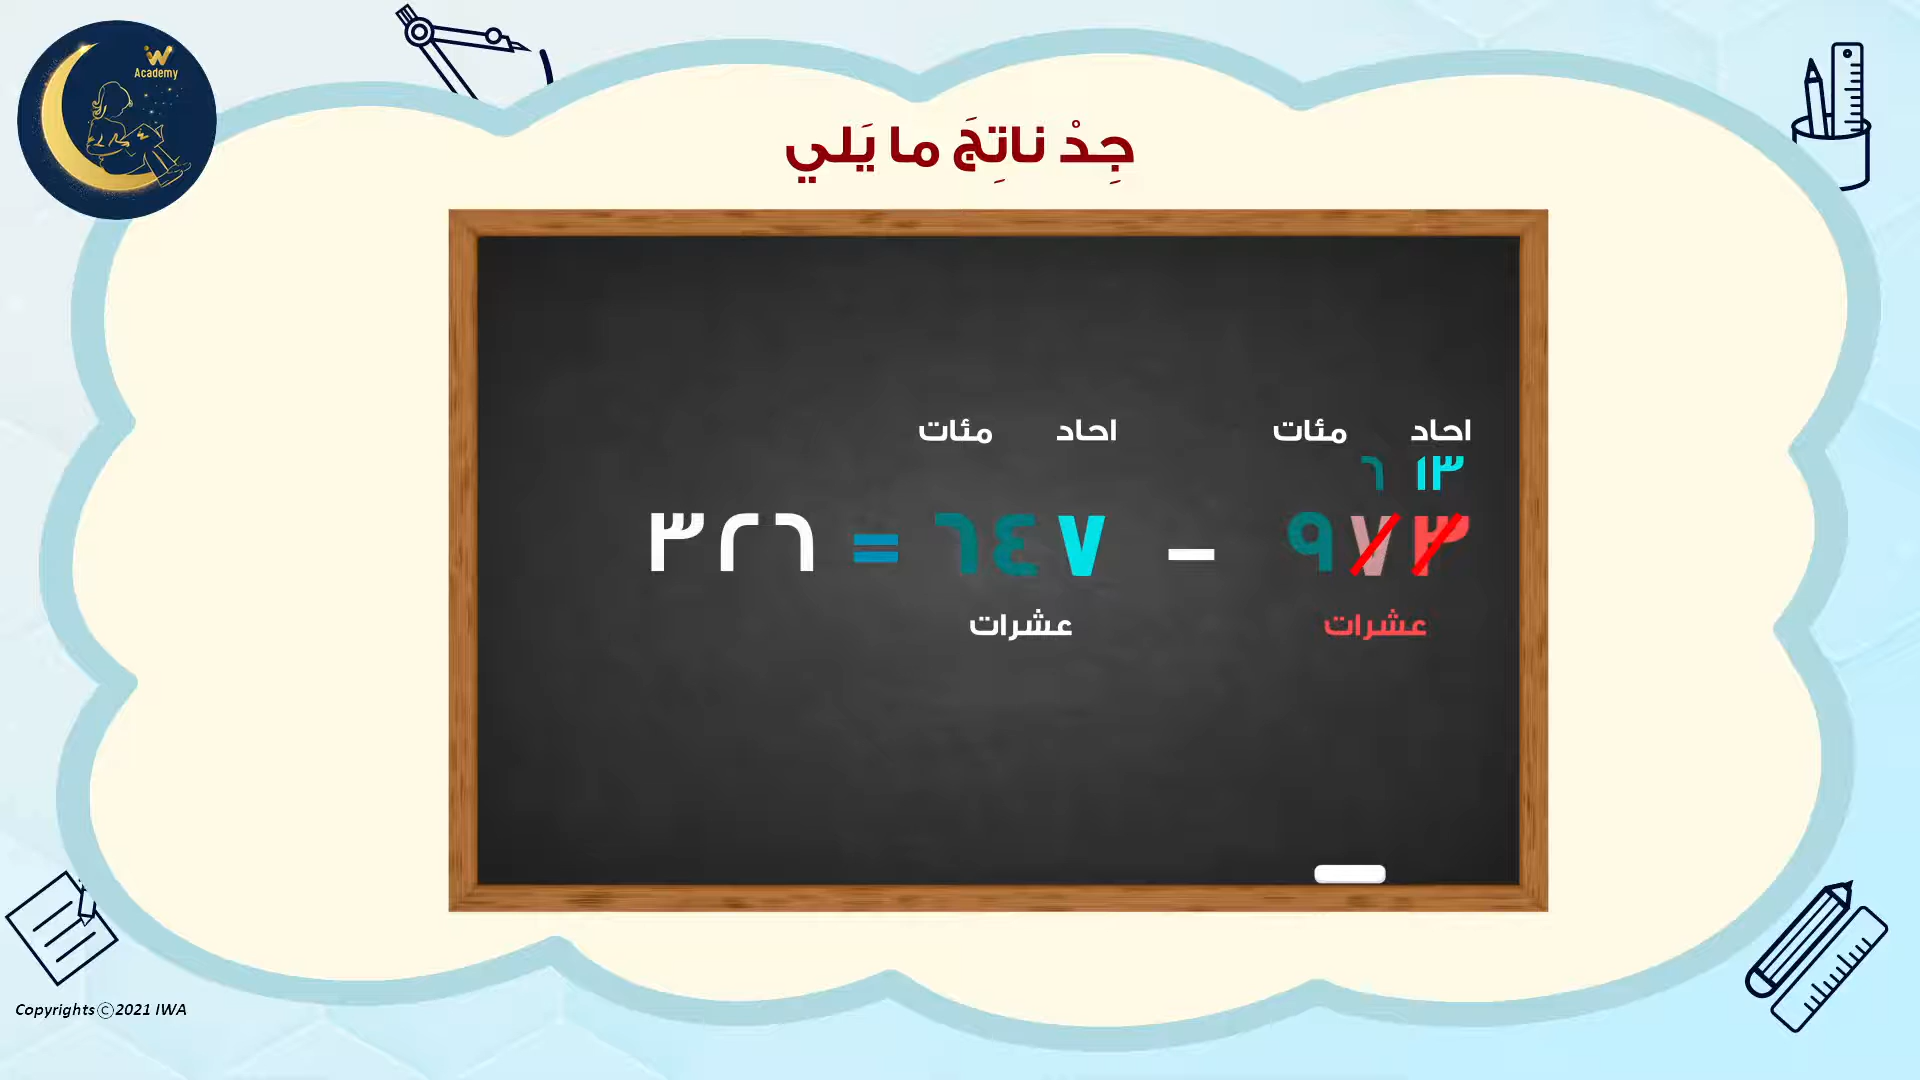 W
Academy
جِدْ ناتِجَ ما يَلي
احاد مئات احاد مئات
١٣ ٦
٩٧٣ − ٦٤٧ = ٣٢٦
عشرات عشرات
Copyrights©2021 IWA